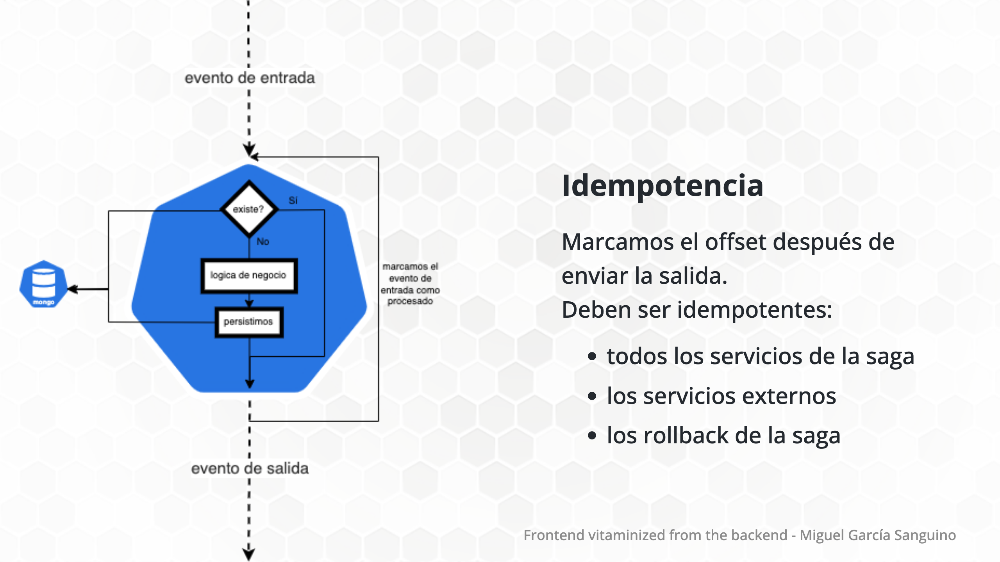 evento de entrada
existe?
Sí
No
logica de negocio
persistimos
mongo
marcamos el
evento de
entrada como
procesado
evento de salida
Idempotencia
Marcamos el offset después de
enviar la salida.
Deben ser idempotentes:
• todos los servicios de la saga
• los servicios externos
• los rollback de la saga
Frontend vitaminized from the backend - Miguel García Sanguino